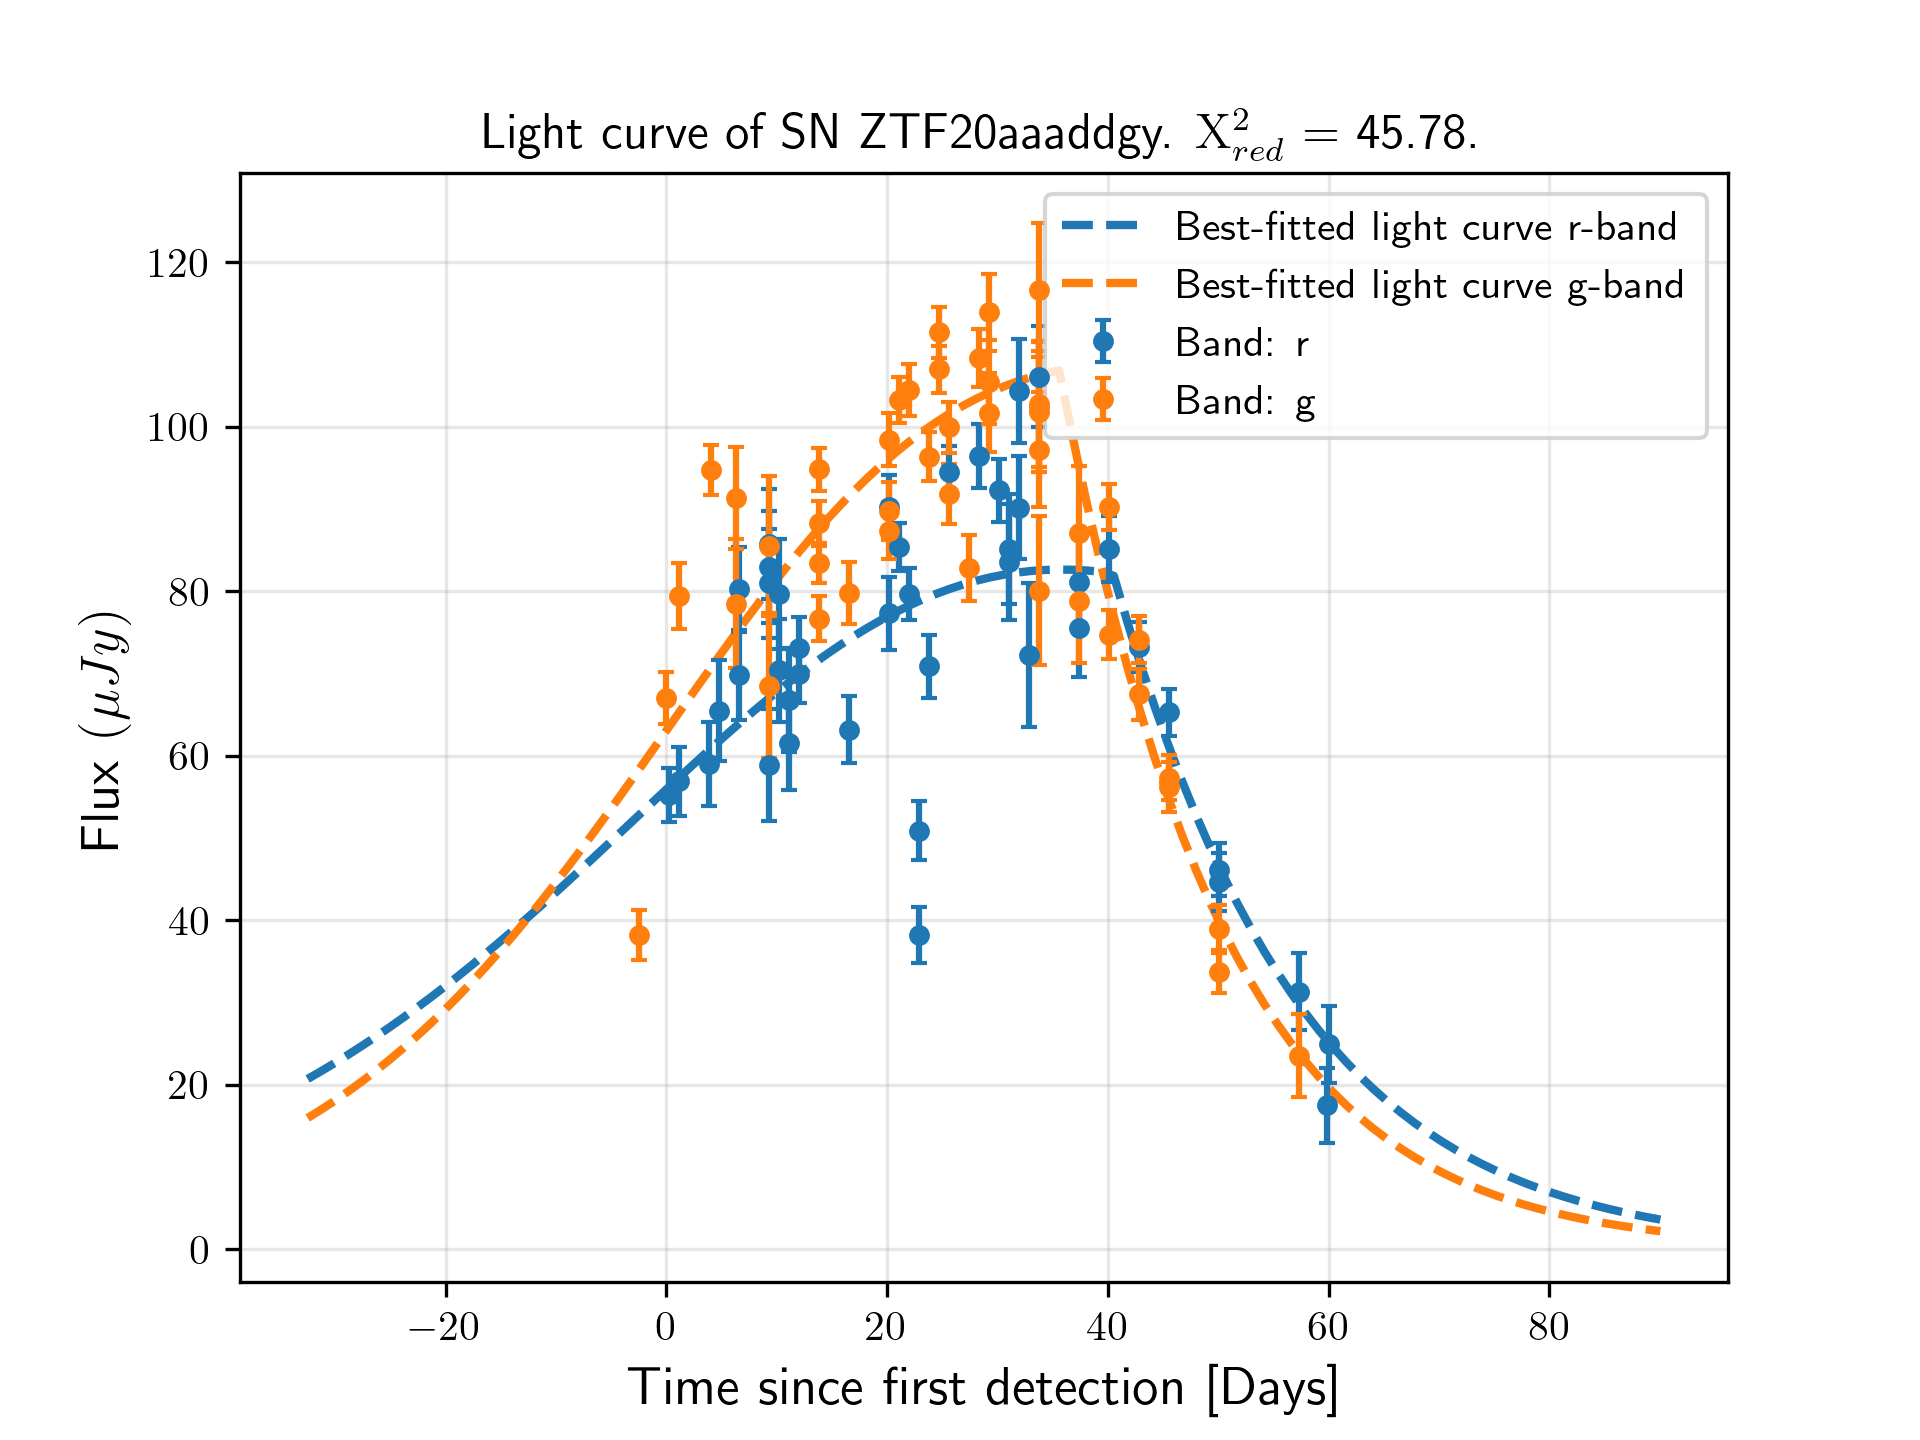 Light curve of SN ZTF20aaaddgy. X²_red = 45.78.
Best-fitted light curve r-band
Best-fitted light curve g-band
Band: r
Band: g
120
100
80
60
40
20
0
Flux (μJy)
−20 0 20 40 60 80
Time since first detection [Days]